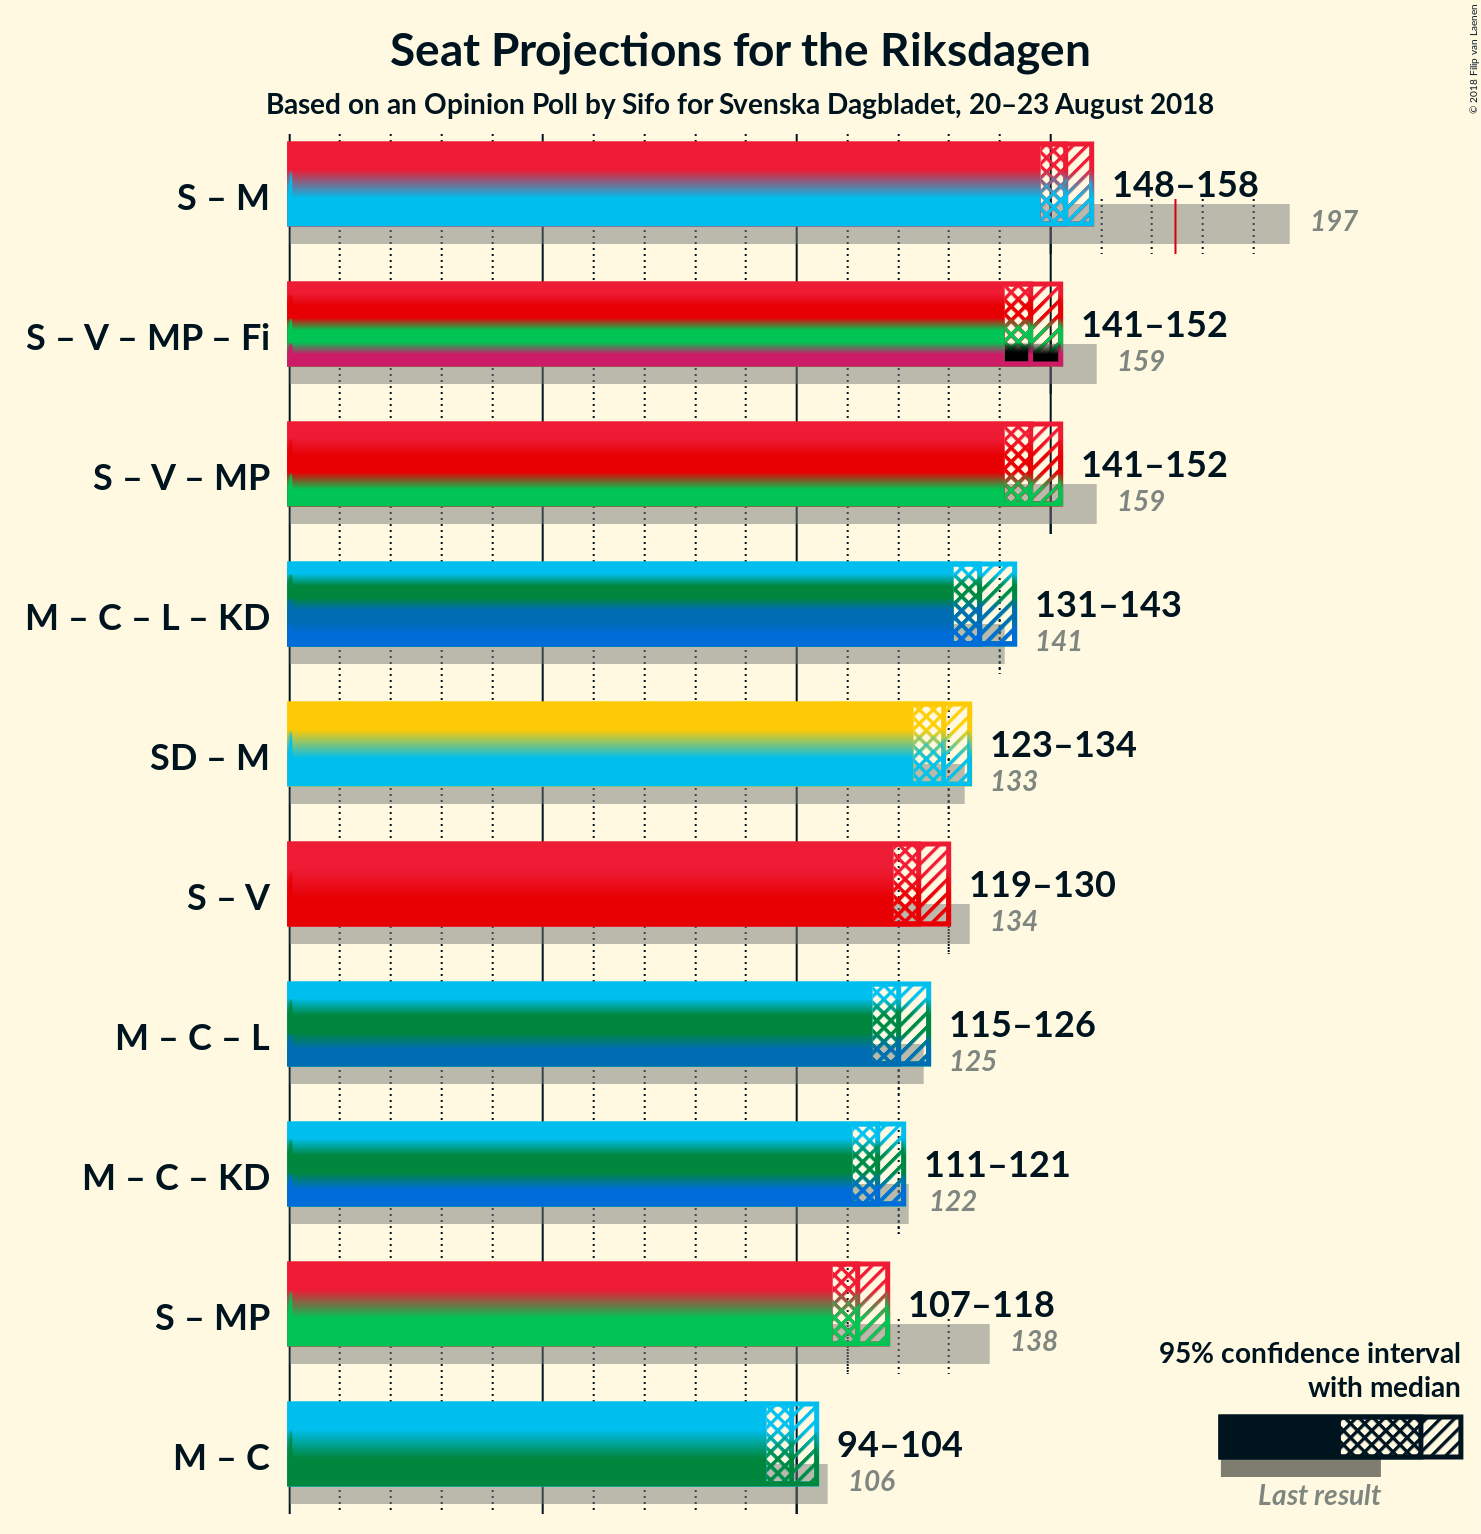 Seat Projections for the Riksdagen
Based on an Opinion Poll by Sifo for Svenska Dagbladet, 20–23 August 2018
© 2018 Filip van Laenen
S – M
148–158
197
S – V – MP – Fi
141–152
159
S – V – MP
141–152
159
M – C – L – KD
131–143
141
SD – M
123–134
133
S – V
119–130
134
M – C – L
115–126
125
M – C – KD
111–121
122
S – MP
107–118
138
M – C
94–104
106
95% confidence interval
with median
Last result